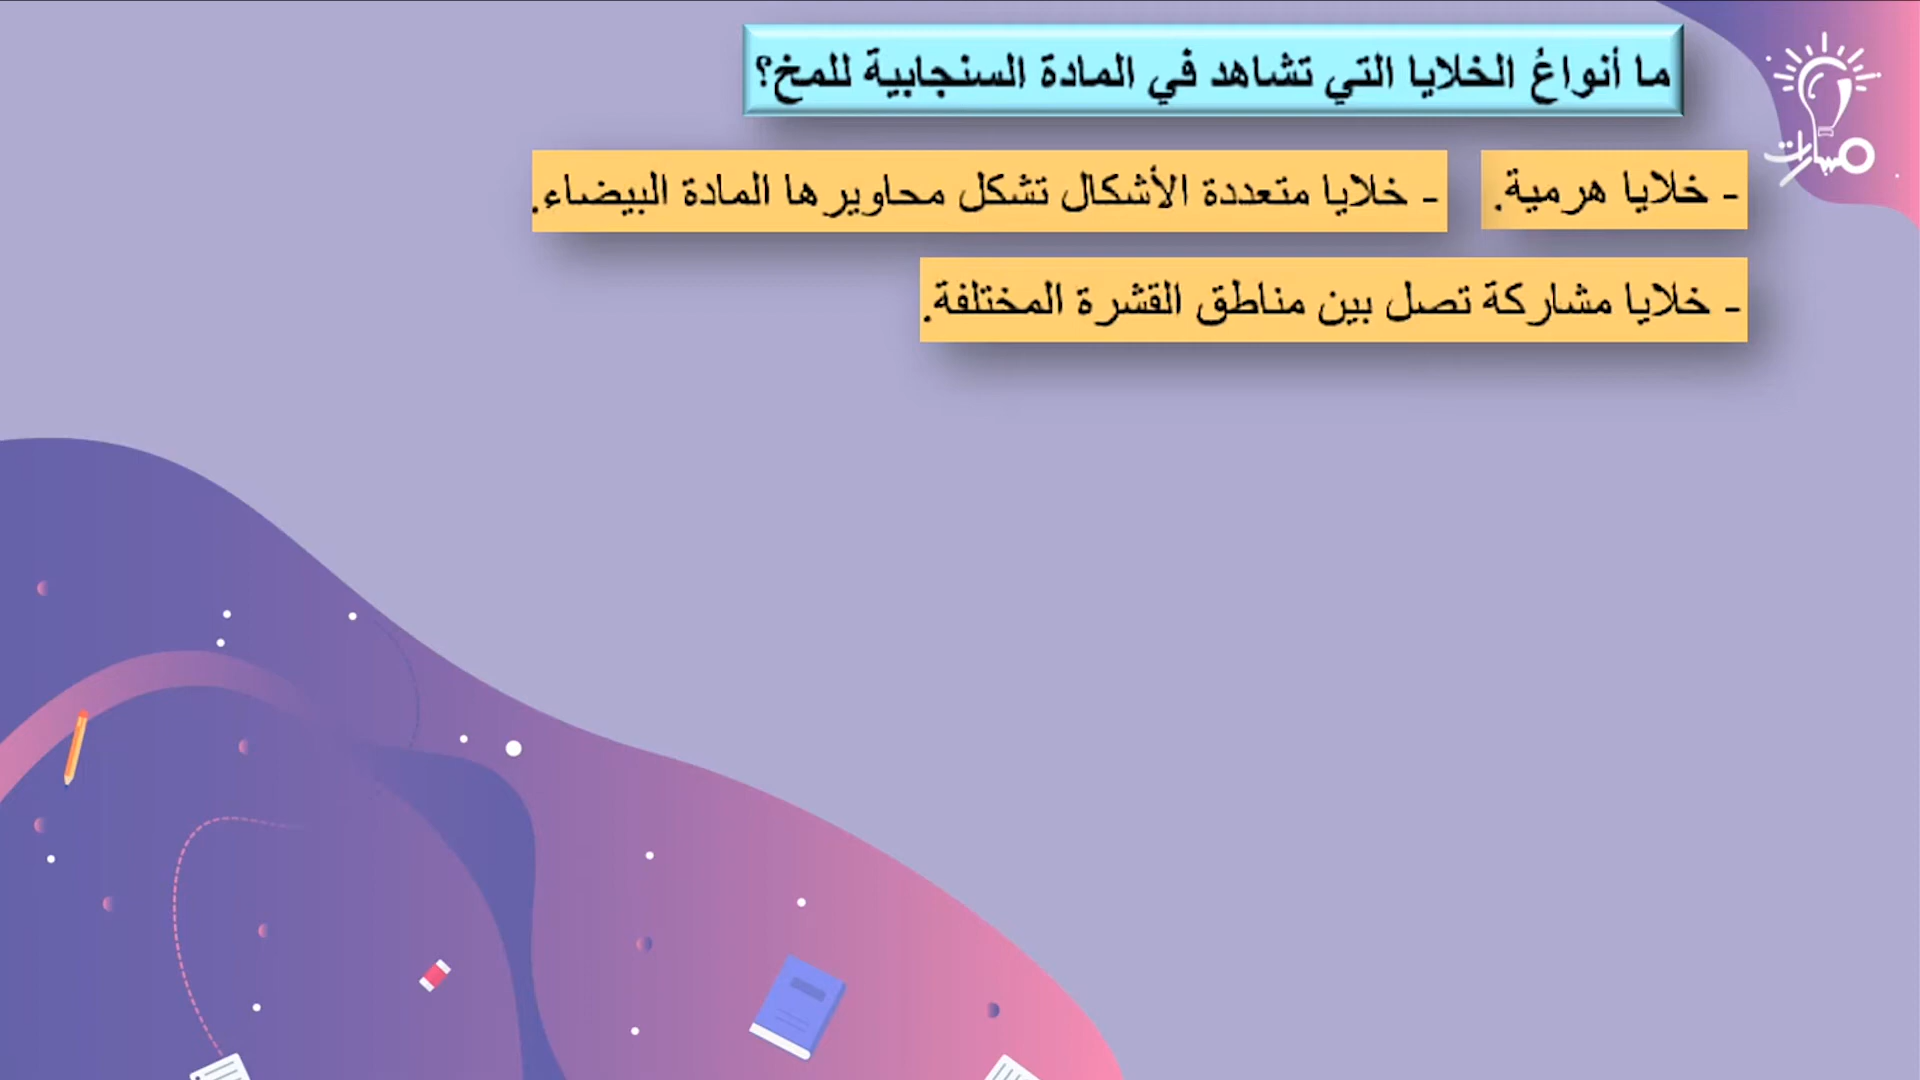 ما أنواعُ الخلايا التي تشاهد في المادة السنجابية للمخ؟
- خلايا هرمية.
- خلايا متعددة الأشكال تشكل محاويرها المادة البيضاء.
- خلايا مشاركة تصل بين مناطق القشرة المختلفة.
مسارات